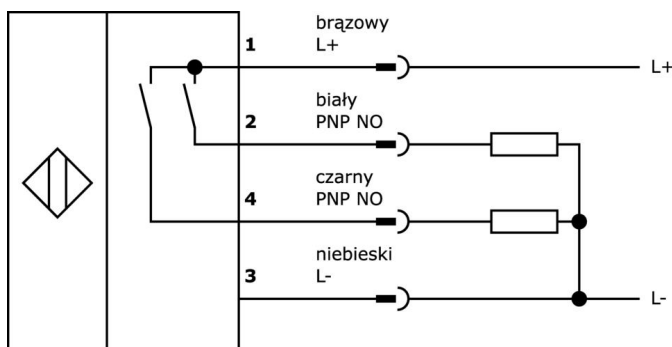 brązowy
1 L+
L+
biały
2 PNP NO
czarny
4 PNP NO
niebieski
3 L-
L-